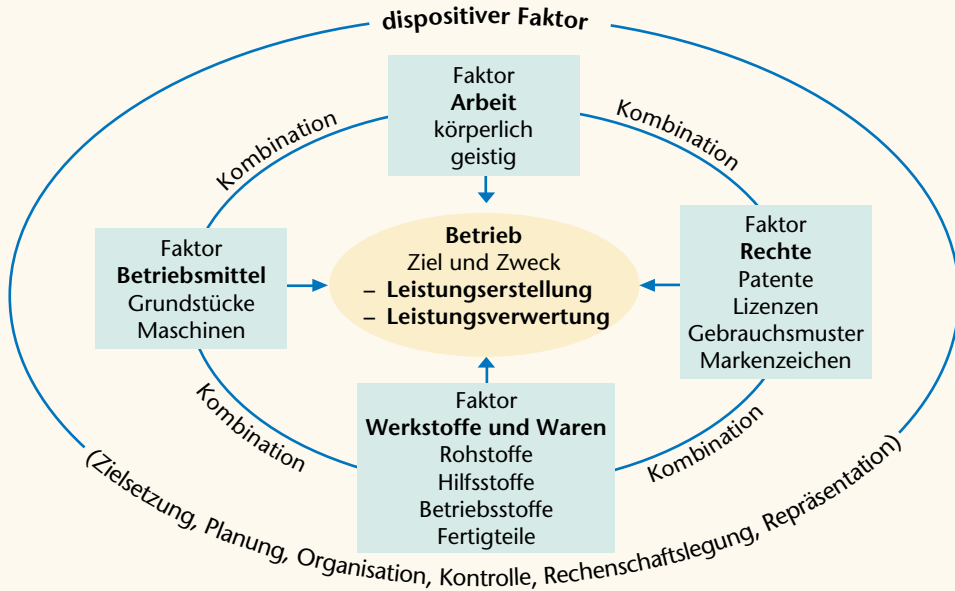 dispositiver Faktor
Faktor
Arbeit
körperlich
geistig
Kombination
Kombination
Faktor
Betriebsmittel
Grundstücke
Maschinen
Betrieb
Ziel und Zweck
– Leistungserstellung
– Leistungsverwertung
Faktor
Rechte
Patente
Lizenzen
Gebrauchsmuster
Markenzeichen
Kombination
Kombination
Faktor
Werkstoffe und Waren
Rohstoffe
Hilfsstoffe
Betriebsstoffe
Fertigteile
(Zielsetzung, Planung, Organisation, Kontrolle, Rechenschaftslegung, Repräsentation)